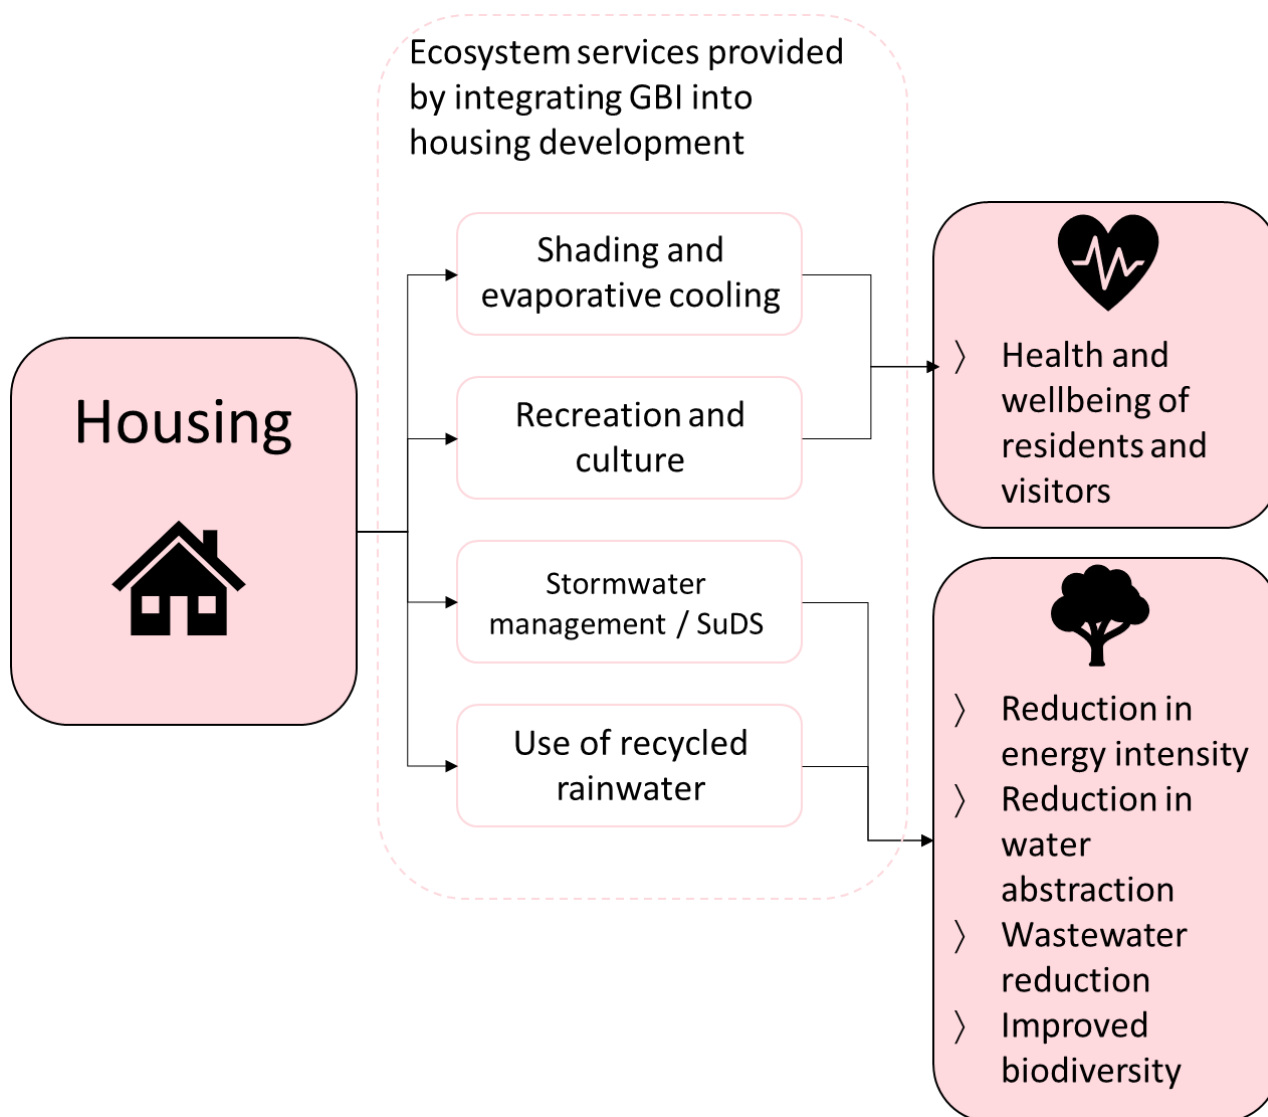 Ecosystem services provided
by integrating GBI into
housing development
Housing
Shading and
evaporative cooling
Recreation and
culture
Stormwater
management / SuDS
Use of recycled
rainwater
〉 Health and
wellbeing of
residents and
visitors
〉 Reduction in
energy intensity
〉 Reduction in
water
abstraction
〉 Wastewater
reduction
〉 Improved
biodiversity